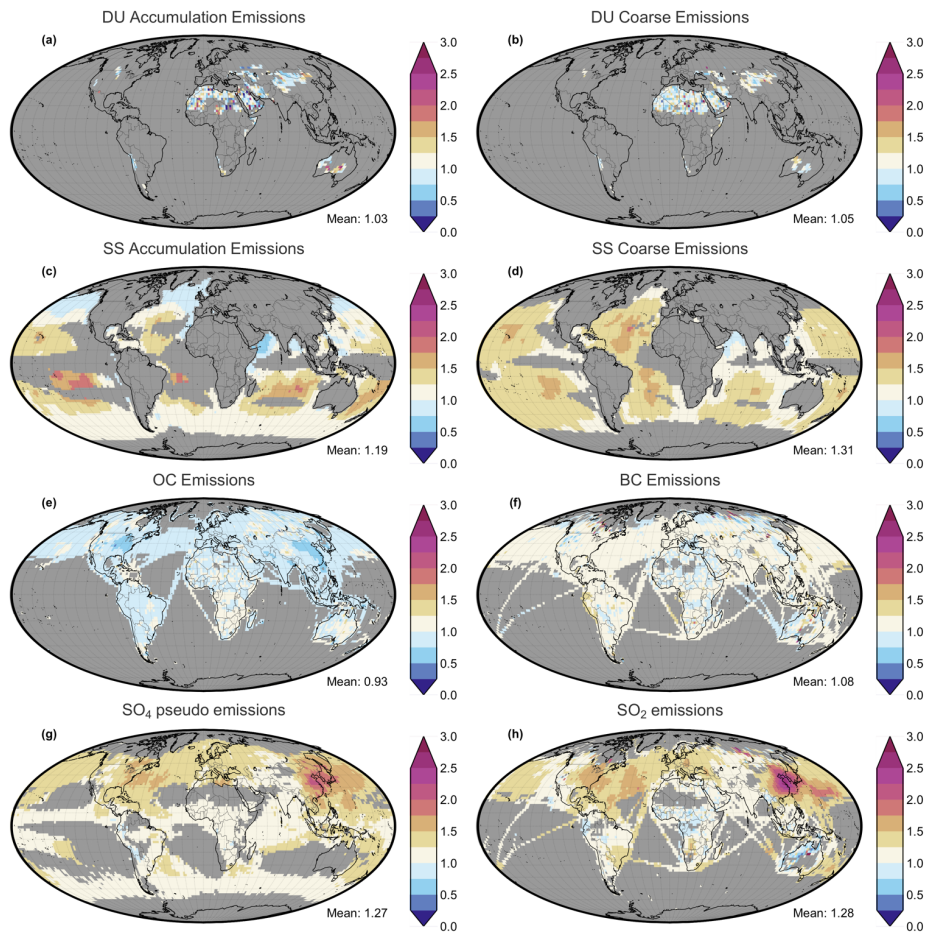 DU Accumulation Emissions
DU Coarse Emissions
(a)
3.0
2.5
2.0
1.5
1.0
0.5
0.0
Mean: 1.03
(b)
3.0
2.5
2.0
1.5
1.0
0.5
0.0
Mean: 1.05
SS Accumulation Emissions
SS Coarse Emissions
(c)
3.0
2.5
2.0
1.5
1.0
0.5
0.0
Mean: 1.19
(d)
3.0
2.5
2.0
1.5
1.0
0.5
0.0
Mean: 1.31
OC Emissions
BC Emissions
(e)
3.0
2.5
2.0
1.5
1.0
0.5
0.0
Mean: 0.93
(f)
3.0
2.5
2.0
1.5
1.0
0.5
0.0
Mean: 1.08
SO₄ pseudo emissions
SO₂ emissions
(g)
3.0
2.5
2.0
1.5
1.0
0.5
0.0
Mean: 1.27
(h)
3.0
2.5
2.0
1.5
1.0
0.5
0.0
Mean: 1.28